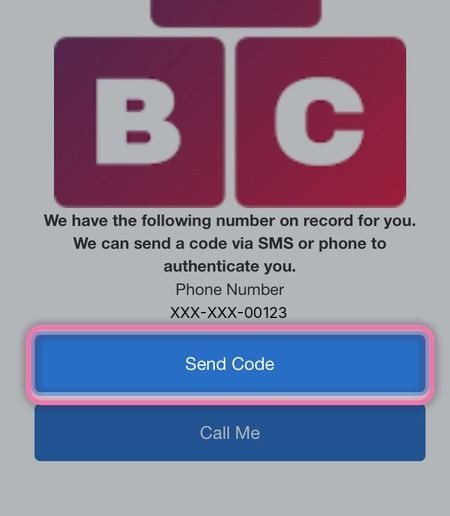 B C
We have the following number on record for you.
We can send a code via SMS or phone to
authenticate you.
Phone Number
XXX-XXX-00123
Send Code
Call Me